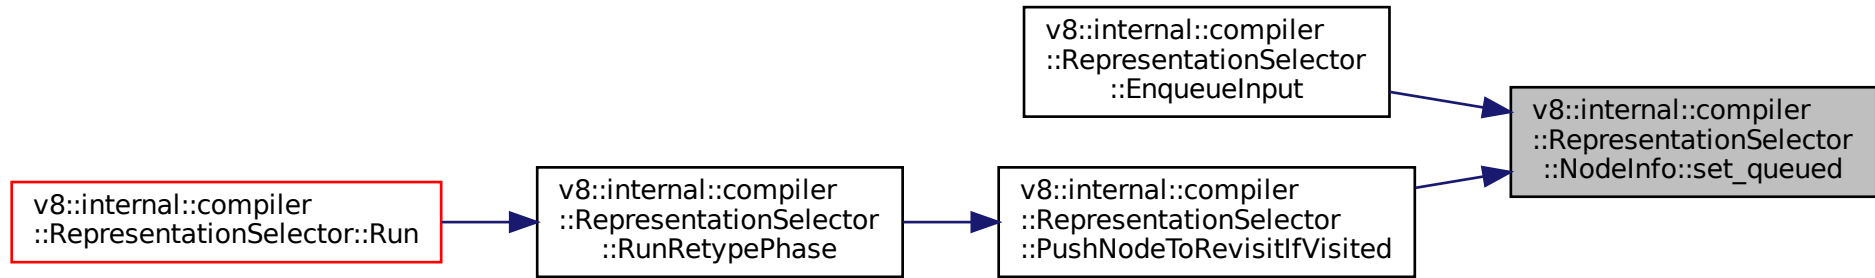 v8::internal::compiler
::RepresentationSelector
::EnqueueInput
v8::internal::compiler
::RepresentationSelector
::NodeInfo::set_queued
v8::internal::compiler
::RepresentationSelector::Run
v8::internal::compiler
::RepresentationSelector
::RunRetypePhase
v8::internal::compiler
::RepresentationSelector
::PushNodeToRevisitIfVisited